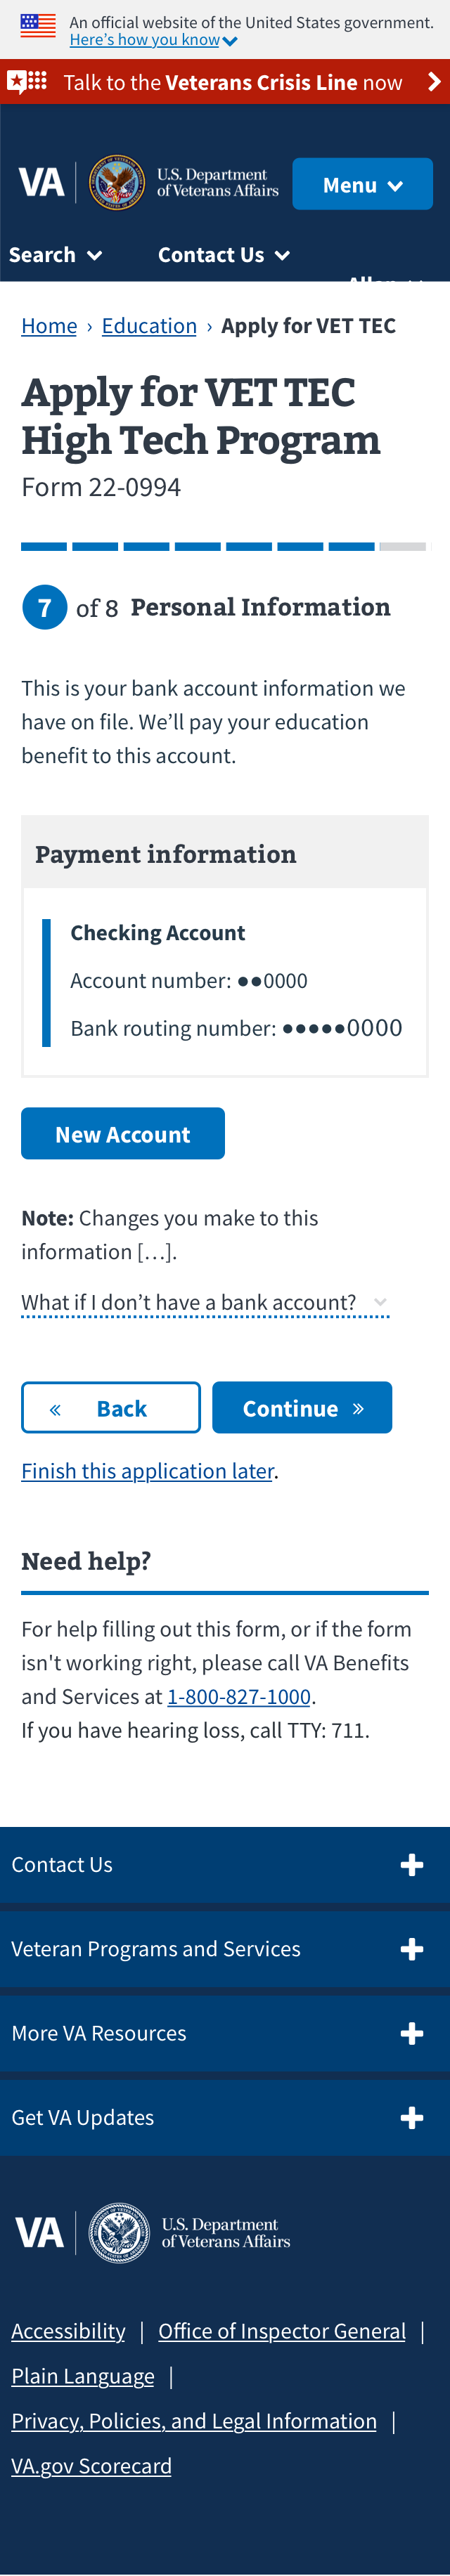 An official website of the United States government.
Here’s how you know
Talk to the Veterans Crisis Line now
VA
U.S. Department
of Veterans Affairs
Menu
Search
Contact Us
Home › Education › Apply for VET TEC
Apply for VET TEC
High Tech Program
Form 22-0994
7 of 8 Personal Information
This is your bank account information we
have on file. We’ll pay your education
benefit to this account.
Payment information
Checking Account
Account number: ●●0000
Bank routing number: ●●●●●0000
New Account
Note: Changes you make to this
information […].
What if I don’t have a bank account?
« Back
Continue »
Finish this application later.
Need help?
For help filling out this form, or if the form
isn't working right, please call VA Benefits
and Services at 1-800-827-1000.
If you have hearing loss, call TTY: 711.
Contact Us
Veteran Programs and Services
More VA Resources
Get VA Updates
VA
U.S. Department
of Veterans Affairs
Accessibility | Office of Inspector General |
Plain Language |
Privacy, Policies, and Legal Information |
VA.gov Scorecard